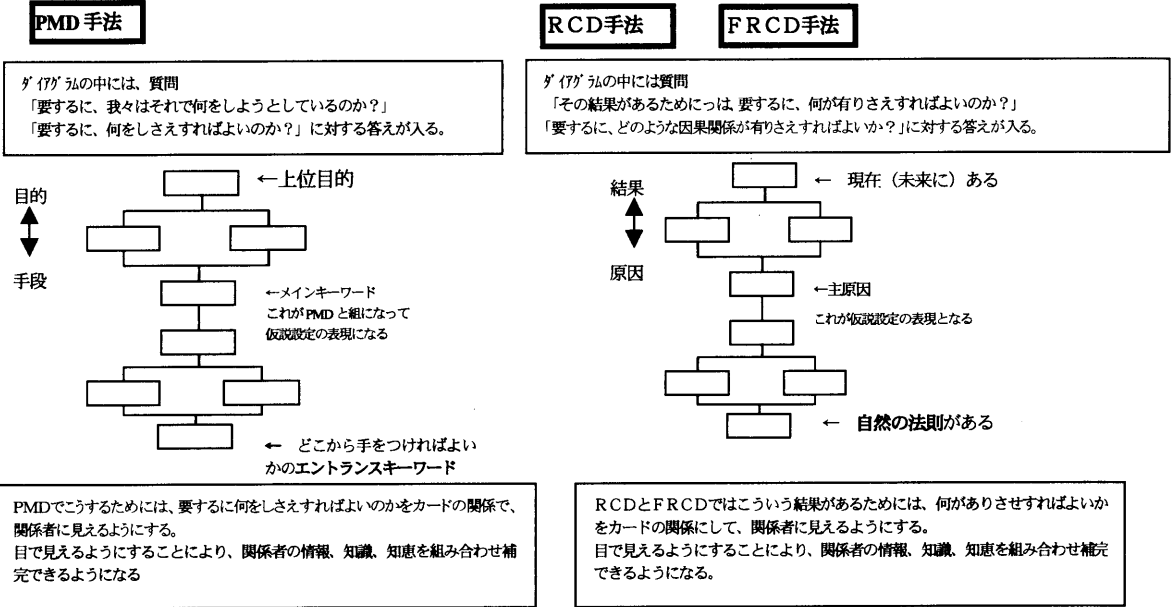 PMD 手法
ダイアグラムの中には、質問
「要するに、我々はそれで何をしようとしているのか？」
「要するに、何をしさえすればよいのか？」に対する答えが入る。
目的
手段
←上位目的
←メインキーワード
これが PMD と組になって
仮説設定の表現になる
← どこから手をつければよい
かのエントランスキーワード
PMDでこうするためには、要するに何をしさえすればよいのかをカードの関係で、
関係者に見えるようにする。
目で見えるようにすることにより、関係者の情報、知識、知恵を組み合わせ補
完できるようになる
ＲＣＤ手法
ＦＲＣＤ手法
ダイアグラムの中には質問
「その結果があるためにっは、要するに、何が有りさえすればよいのか？」
「要するに、どのような因果関係が有りさえすればよいか？」に対する答えが入る。
結果
原因
← 現在（未来に）ある
←主原因
これが仮説設定の表現となる
← 自然の法則がある
ＲＣＤとＦＲＣＤではこういう結果があるためには、何がありさせすればよいか
をカードの関係にして、関係者に見えるようにする。
目で見えるようにすることにより、関係者の情報、知識、知恵を組み合わせ補完
できるようになる。